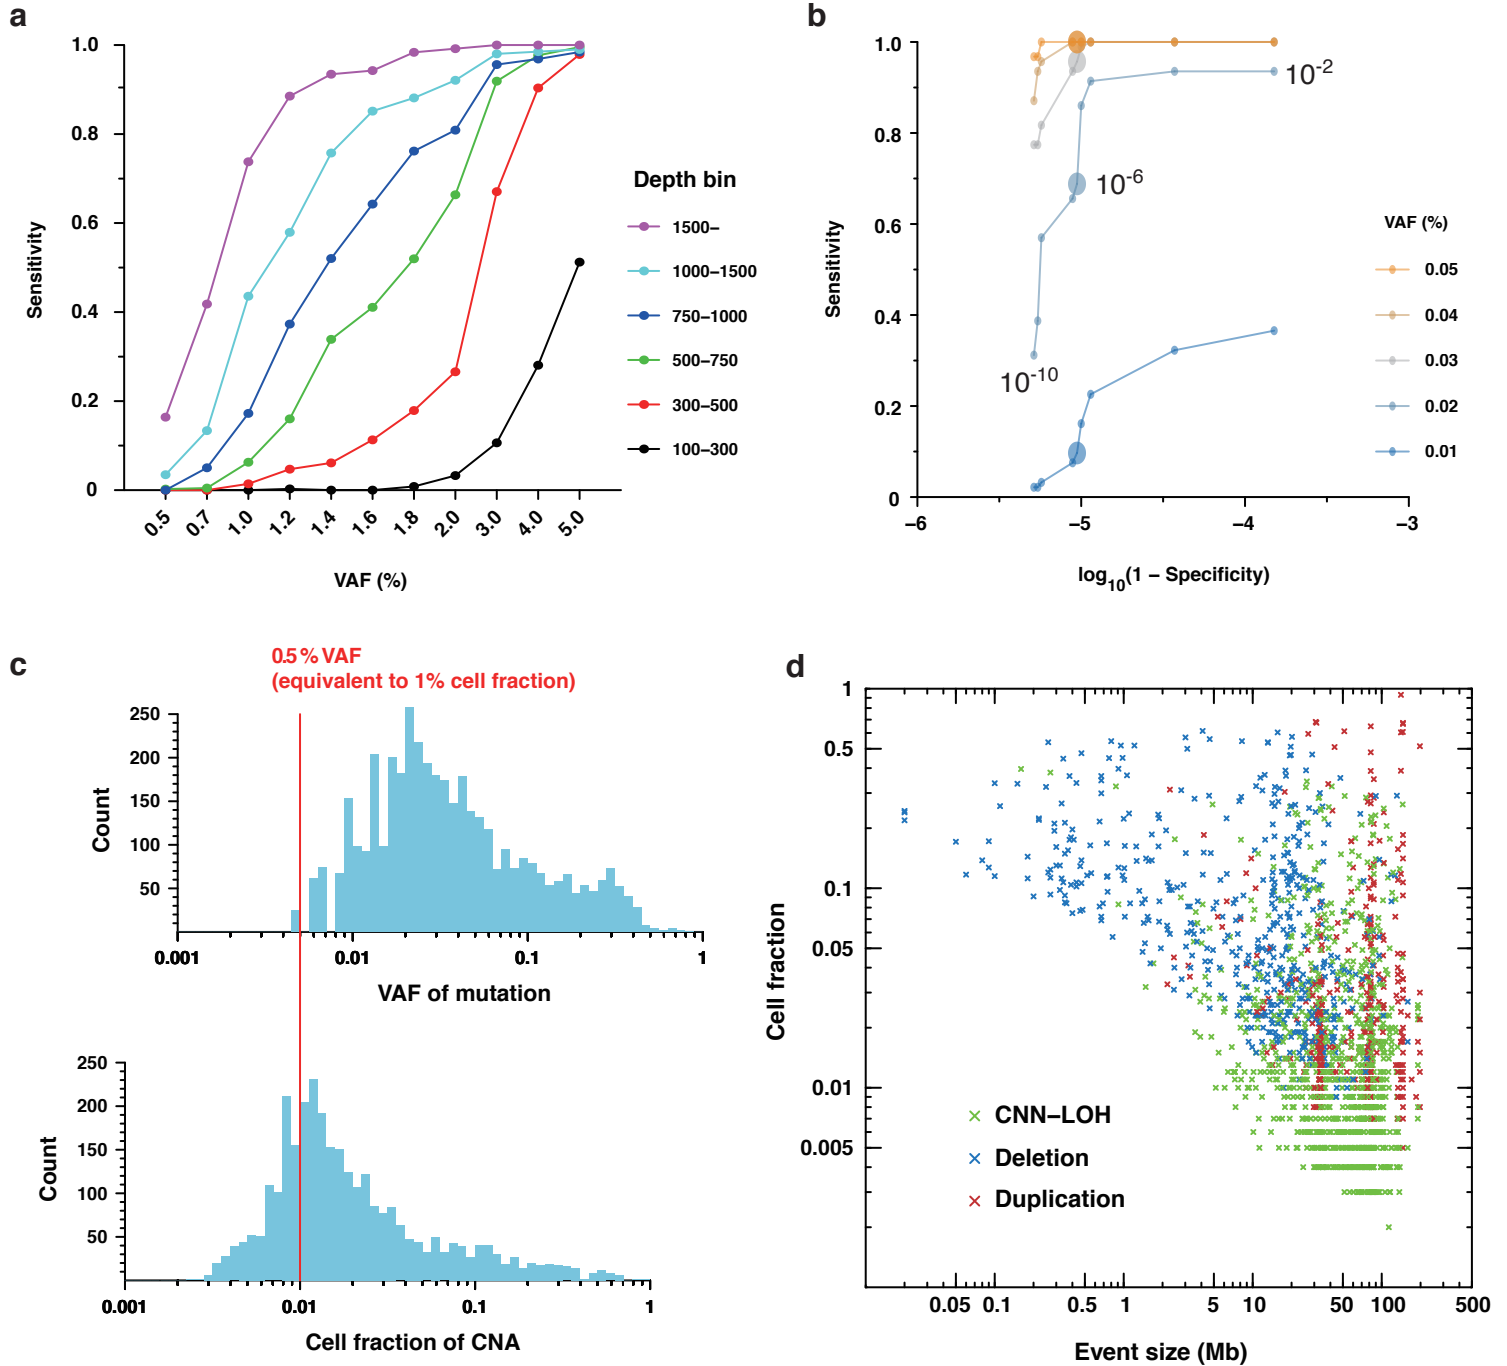 a
1.0
0.8
0.6
0.4
0.2
0
Sensitivity
0.5 0.7 1.0 1.2 1.4 1.6 1.8 2.0 3.0 4.0 5.0
VAF (%)
Depth bin
1500–
1000–1500
750–1000
500–750
300–500
100–300
b
1.0
0.8
0.6
0.4
0.2
0
Sensitivity
10-2
10-6
10-10
–6 –5 –4 –3
log10(1 – Specificity)
VAF (%)
0.05
0.04
0.03
0.02
0.01
c
0.5 % VAF
(equivalent to 1% cell fraction)
250
200
150
100
50
Count
0.001 0.01 0.1 1
VAF of mutation
250
200
150
100
50
Count
0.001 0.01 0.1 1
Cell fraction of CNA
d
1
0.5
0.1
0.05
0.01
0.005
Cell fraction
CNN–LOH
Deletion
Duplication
0.05 0.1 0.5 1 5 10 50 100 500
Event size (Mb)